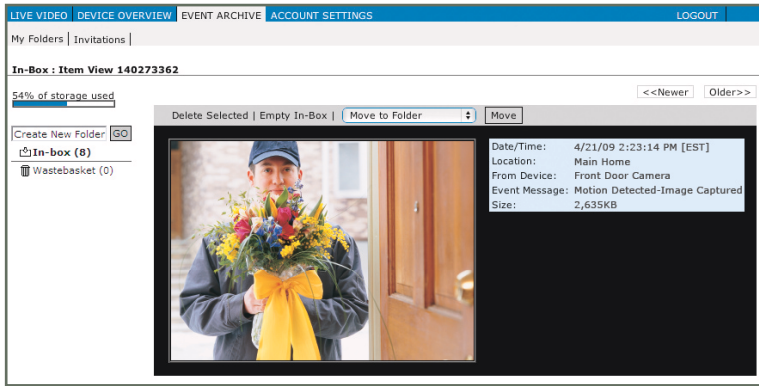 LIVE VIDEO DEVICE OVERVIEW EVENT ARCHIVE ACCOUNT SETTINGS LOGOUT
My Folders | Invitations |
In-Box : Item View 140273362
54% of storage used
<<Newer Older>>
Delete Selected | Empty In-Box | Move to Folder Move
Create New Folder GO
In-box (8)
Wastebasket (0)
Date/Time: 4/21/09 2:23:14 PM [EST]
Location: Main Home
From Device: Front Door Camera
Event Message: Motion Detected-Image Captured
Size: 2,635KB